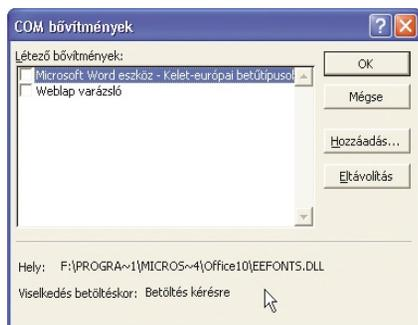 COM bővítmények
Létező bővítmények:
Microsoft Word eszköz - Kelet-európai betűtípusok
Weblap varázsló
OK
Mégse
Hozzáadás...
Eltávolítás
Hely: F:\PROGRA~1\MICROS~4\Office10\EEFONTS.DLL
Viselkedés betöltéskor: Betöltés kérésre